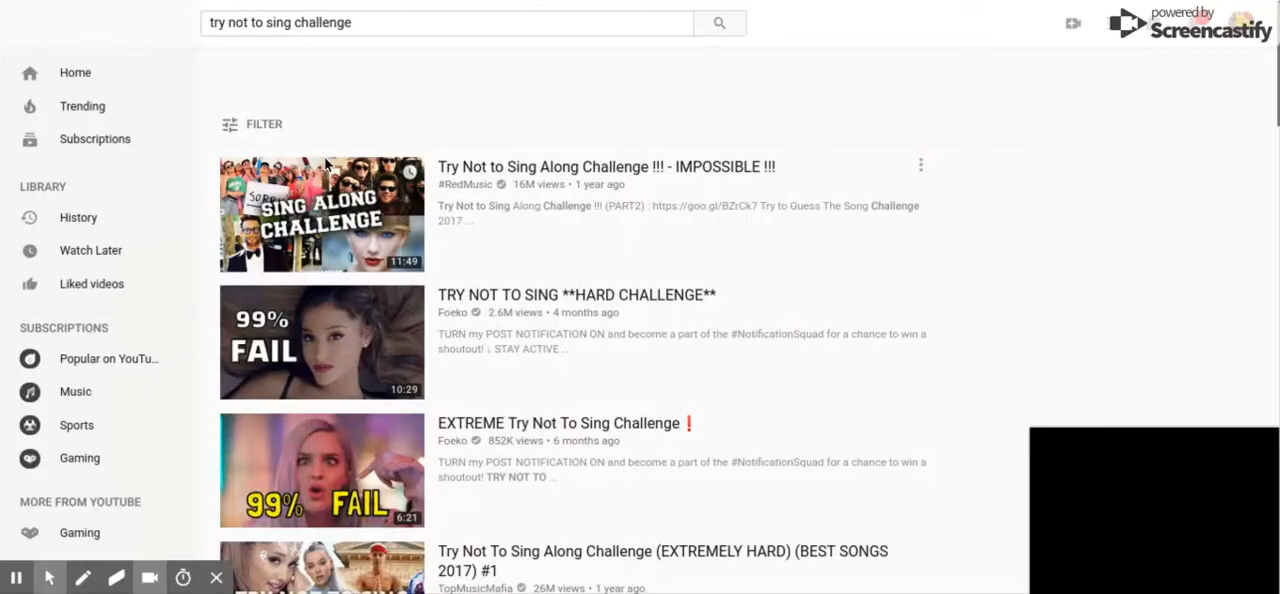 try not to sing challenge
powered by
Screencastify
Home
Trending
Subscriptions
LIBRARY
History
Watch Later
Liked videos
SUBSCRIPTIONS
Popular on YouTu...
Music
Sports
Gaming
MORE FROM YOUTUBE
Gaming
FILTER
SORRY
SING ALONG
CHALLENGE
11:49
Try Not to Sing Along Challenge !!! - IMPOSSIBLE !!!
#RedMusic 16M views • 1 year ago
Try Not to Sing Along Challenge !!! (PART2) : https://goo.gl/BZrCk7 Try to Guess The Song Challenge
2017 ...
99%
FAIL
10:29
TRY NOT TO SING **HARD CHALLENGE**
Foeko 2.6M views • 4 months ago
TURN my POST NOTIFICATION ON and become a part of the #NotificationSquad for a chance to win a
shoutout! ↓ STAY ACTIVE ...
99% FAIL
6:21
EXTREME Try Not To Sing Challenge❗
Foeko 852K views • 6 months ago
TURN my POST NOTIFICATION ON and become a part of the #NotificationSquad for a chance to win a
shoutout! TRY NOT TO ...
TRY NOT TO SING
Try Not To Sing Along Challenge (EXTREMELY HARD) (BEST SONGS
2017) #1
TopMusicMafia 26M views • 1 year ago